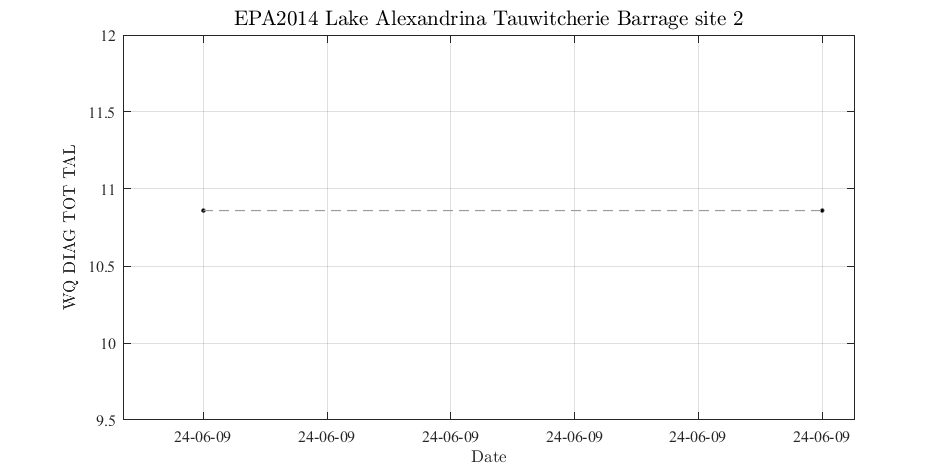 EPA2014 Lake Alexandrina Tauwitcherie Barrage site 2
12
11.5
11
10.5
10
9.5
WQ DIAG TOT TAL
24-06-09 24-06-09 24-06-09 24-06-09 24-06-09 24-06-09
Date